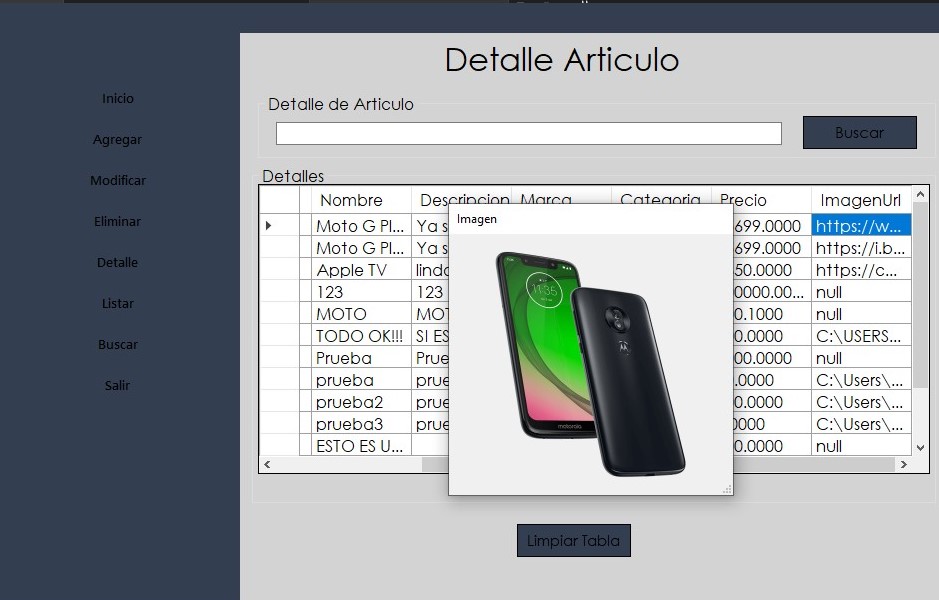 Detalle Articulo
Inicio
Agregar
Modificar
Eliminar
Detalle
Listar
Buscar
Salir
Detalle de Articulo
Buscar
Detalles
Nombre Descripcion Marca Categoria Precio ImagenUrl
Moto G Pl... Ya s 699.0000 https://w...
Moto G Pl... Ya s 699.0000 https://i.b...
Apple TV lindo 50.0000 https://c...
123 123 0000.00... null
MOTO MOT 0.1000 null
TODO OK!!! SI ES 00.0000 C:\USERS...
Prueba Prue 00.0000 null
prueba prue .0000 C:\Users\...
prueba2 prue 00.0000 C:\Users\...
prueba3 prue 0000 C:\Users\...
ESTO ES U... 0.0000 null
Imagen
11:35
motorola
Limpiar Tabla